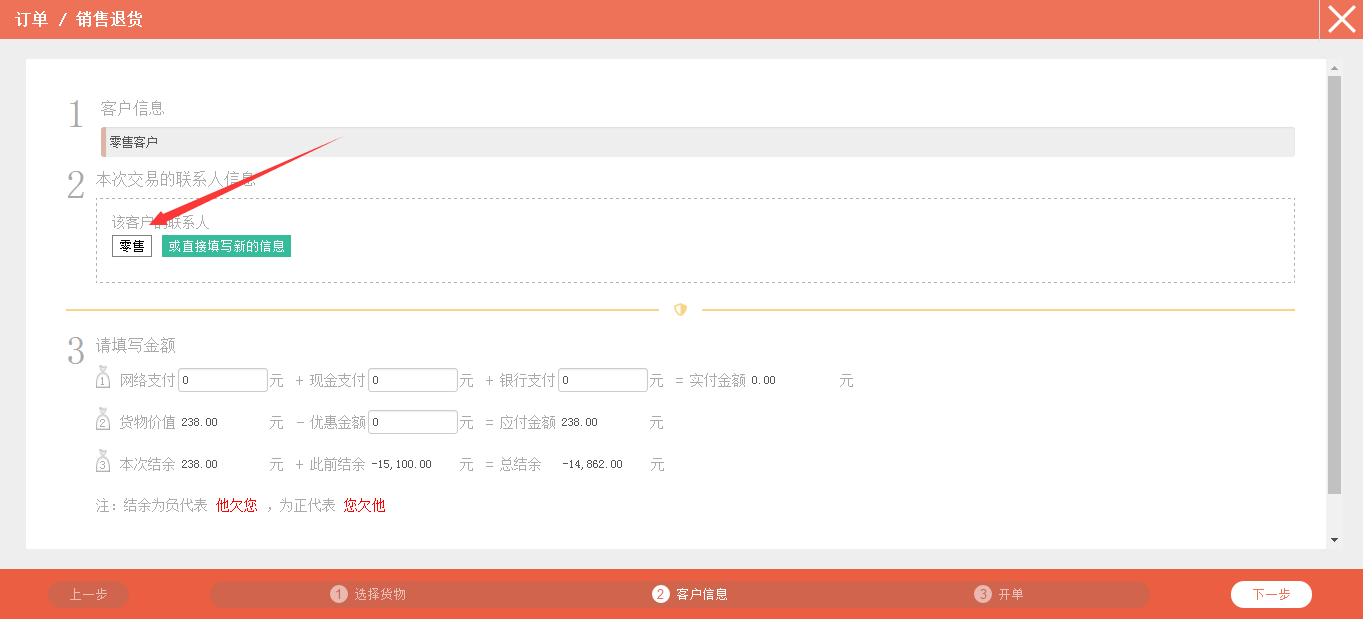 订单 / 销售退货
1 客户信息
零售客户
2 本次交易的联系人信息
该客户的联系人
零售 或直接填写新的信息
3 请填写金额
1 网络支付 0 元 + 现金支付 0 元 + 银行支付 0 元 = 实付金额 0.00 元
2 货物价值 238.00 元 - 优惠金额 0 元 = 应付金额 238.00 元
3 本次结余 238.00 元 + 此前结余 -15,100.00 元 = 总结余 -14,862.00 元
注：结余为负代表 他欠您 ，为正代表 您欠他
上一步 1 选择货物 2 客户信息 3 开单 下一步